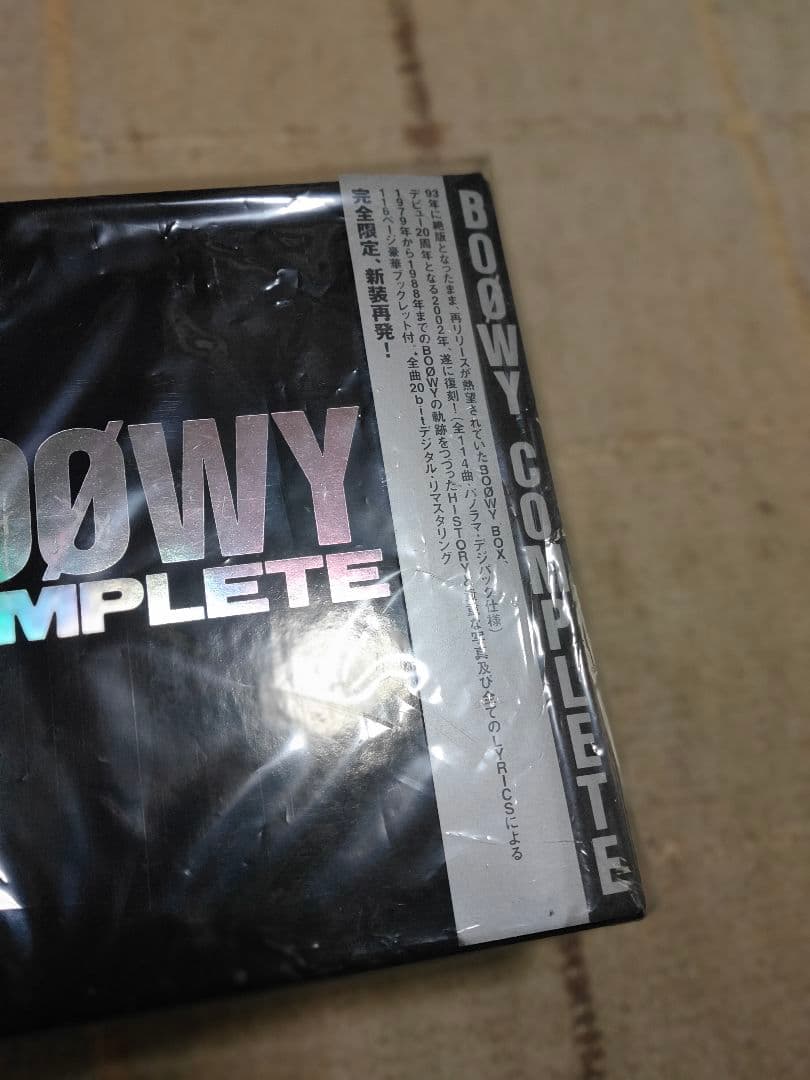 BOØWY COMPLETE
93年に絶版となったまま、再リリースが熱望されていたBOØWY BOX、
デビュー20周年となる2002年、遂に復刻！(全114曲、パノラマ・デジパック仕様)
1979年から1988年までのBOØWYの軌跡をつづったHISTORYと貴重な写真及び全てのLYRICSによる
116ページ豪華ブックレット付、全曲20bitデジタル・リマスタリング
完全限定、新装再発！
OØWY
MPLETE